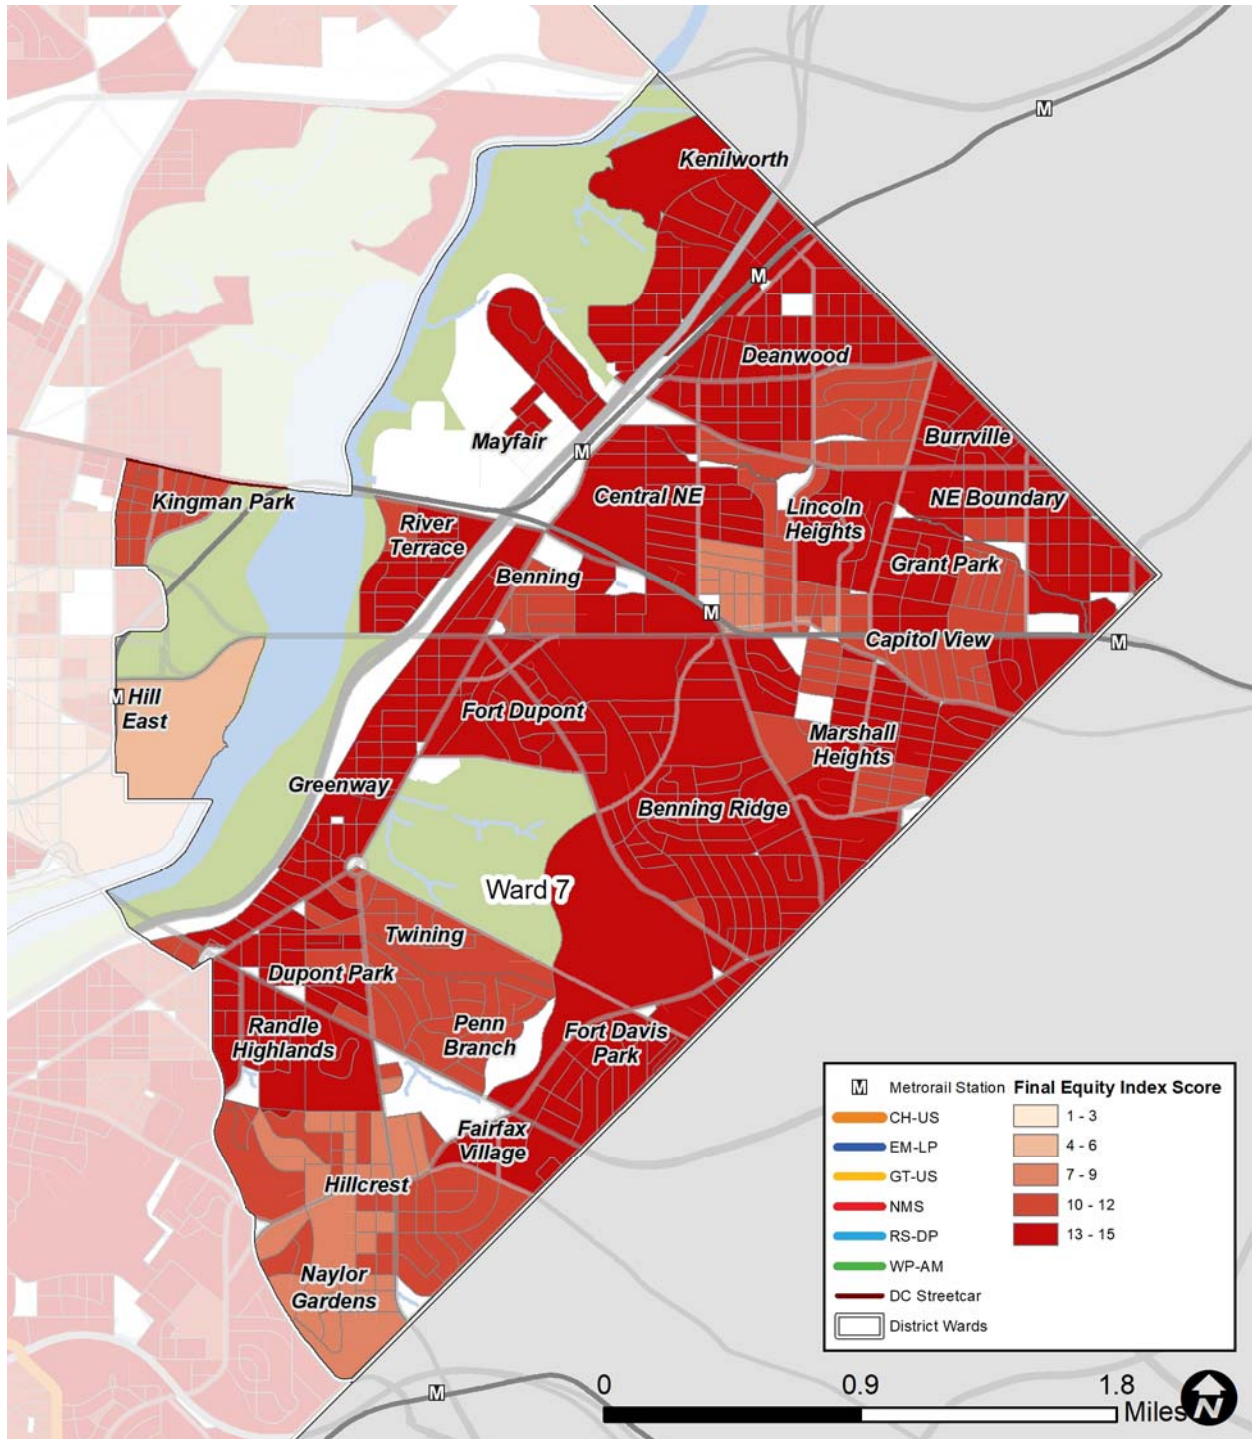 M
Kenilworth
M
Deanwood
Mayfair
M
Burrville
Kingman Park
Central NE
NE Boundary
River
Terrace
Lincoln
Heights
Benning
Grant Park
M
Capitol View
M
M
Hill
East
Fort Dupont
Marshall
Heights
Greenway
Benning Ridge
Ward 7
Twining
Dupont Park
Randle
Highlands
Penn
Branch
Fort Davis
Park
Fairfax
Village
Hillcrest
Naylor
Gardens
M
M Metrorail Station
CH-US
EM-LP
GT-US
NMS
RS-DP
WP-AM
DC Streetcar
District Wards
Final Equity Index Score
1 - 3
4 - 6
7 - 9
10 - 12
13 - 15
0 0.9 1.8
Miles
N